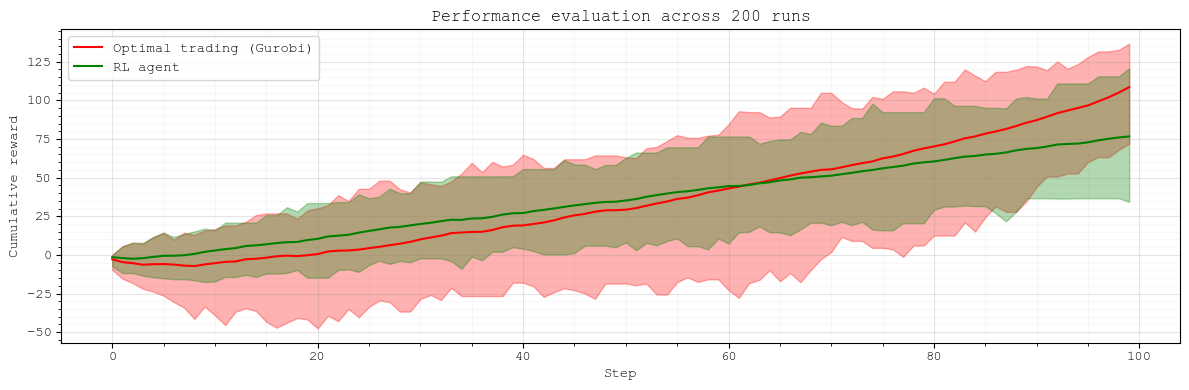 Performance evaluation across 200 runs
Optimal trading (Gurobi)
RL agent
Cumulative reward
125
100
75
50
25
0
−25
−50
0 20 40 60 80 100
Step